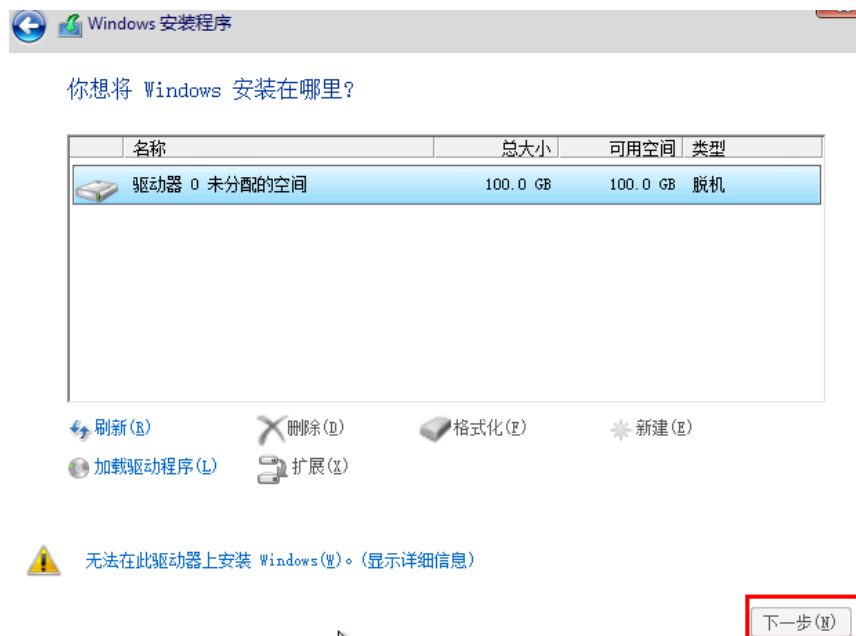 Windows 安装程序
你想将 Windows 安装在哪里?
名称 总大小 可用空间 类型
驱动器 0 未分配的空间 100.0 GB 100.0 GB 脱机
刷新(R) 删除(D) 格式化(F) 新建(E)
加载驱动程序(L) 扩展(X)
无法在此驱动器上安装 Windows(W)。(显示详细信息)
下一步(N)